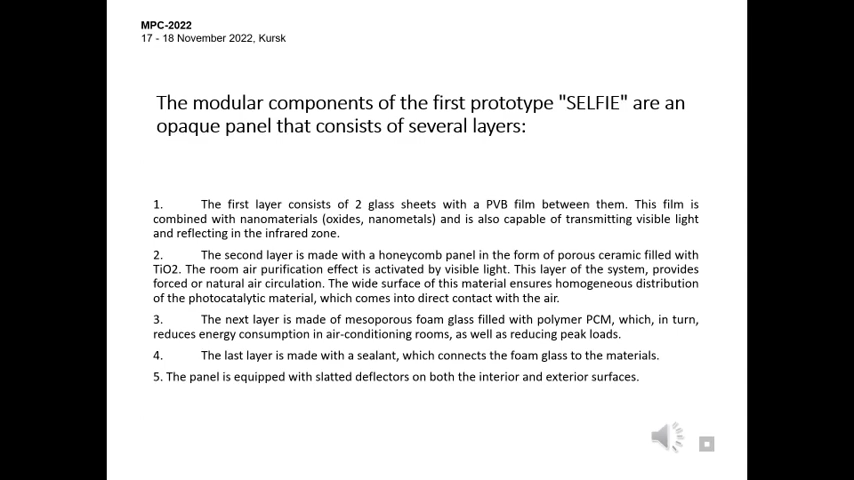 MPC-2022
17 - 18 November 2022, Kursk
The modular components of the first prototype "SELFIE" are an
opaque panel that consists of several layers:
1. The first layer consists of 2 glass sheets with a PVB film between them. This film is
combined with nanomaterials (oxides, nanometals) and is also capable of transmitting visible light
and reflecting in the infrared zone.
2. The second layer is made with a honeycomb panel in the form of porous ceramic filled with
TiO2. The room air purification effect is activated by visible light. This layer of the system, provides
forced or natural air circulation. The wide surface of this material ensures homogeneous distribution
of the photocatalytic material, which comes into direct contact with the air.
3. The next layer is made of mesoporous foam glass filled with polymer PCM, which, in turn,
reduces energy consumption in air-conditioning rooms, as well as reducing peak loads.
4. The last layer is made with a sealant, which connects the foam glass to the materials.
5. The panel is equipped with slatted deflectors on both the interior and exterior surfaces.